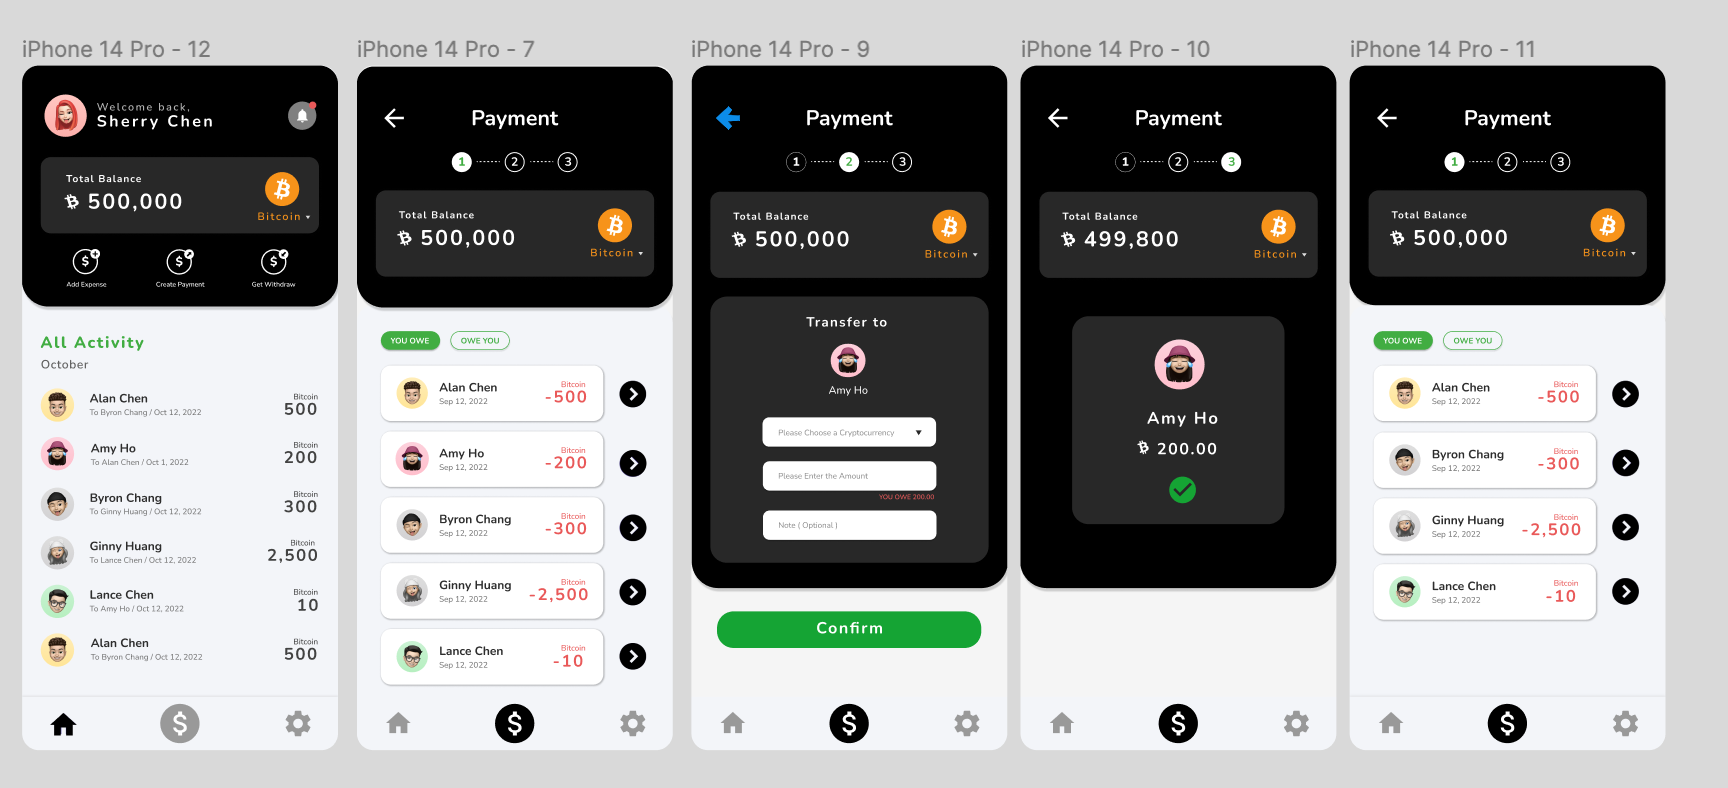 iPhone 14 Pro - 12
Welcome back,
Sherry Chen
Total Balance
500,000
Bitcoin
Add Expense
Create Payment
Get Withdraw
All Activity
October
Alan Chen
To Byron Chang / Oct 12, 2022
Bitcoin
500
Amy Ho
To Alan Chen / Oct 1, 2022
Bitcoin
200
Byron Chang
To Ginny Huang / Oct 12, 2022
Bitcoin
300
Ginny Huang
To Lance Chen / Oct 12, 2022
Bitcoin
2,500
Lance Chen
To Amy Ho / Oct 12, 2022
Bitcoin
10
Alan Chen
To Byron Chang / Oct 12, 2022
Bitcoin
500
iPhone 14 Pro - 7
Payment
1 2 3
Total Balance
500,000
Bitcoin
YOU OWE
OWE YOU
Alan Chen
Sep 12, 2022
Bitcoin
-500
Amy Ho
Sep 12, 2022
Bitcoin
-200
Byron Chang
Sep 12, 2022
Bitcoin
-300
Ginny Huang
Sep 12, 2022
Bitcoin
-2,500
Lance Chen
Sep 12, 2022
Bitcoin
-10
iPhone 14 Pro - 9
Payment
1 2 3
Total Balance
500,000
Bitcoin
Transfer to
Amy Ho
Please Choose a Cryptocurrency
Please Enter the Amount
YOU OWE 200.00
Note ( Optional )
Confirm
iPhone 14 Pro - 10
Payment
1 2 3
Total Balance
499,800
Bitcoin
Amy Ho
200.00
iPhone 14 Pro - 11
Payment
1 2 3
Total Balance
500,000
Bitcoin
YOU OWE
OWE YOU
Alan Chen
Sep 12, 2022
Bitcoin
-500
Byron Chang
Sep 12, 2022
Bitcoin
-300
Ginny Huang
Sep 12, 2022
Bitcoin
-2,500
Lance Chen
Sep 12, 2022
Bitcoin
-10